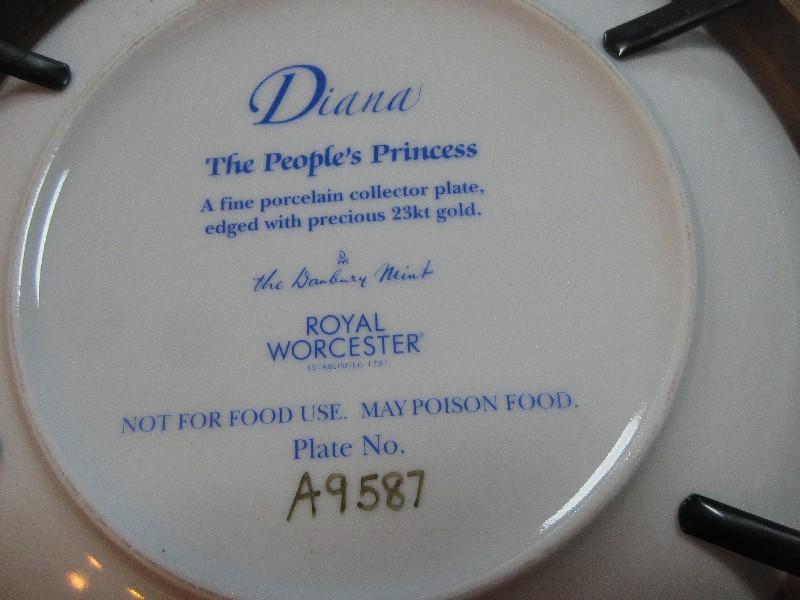 Diana
The People's Princess
A fine porcelain collector plate,
edged with precious 23kt gold.
DM
the Danbury Mint
ROYAL
WORCESTER®
ESTABLISHED 1751
NOT FOR FOOD USE. MAY POISON FOOD.
Plate No.
A9587